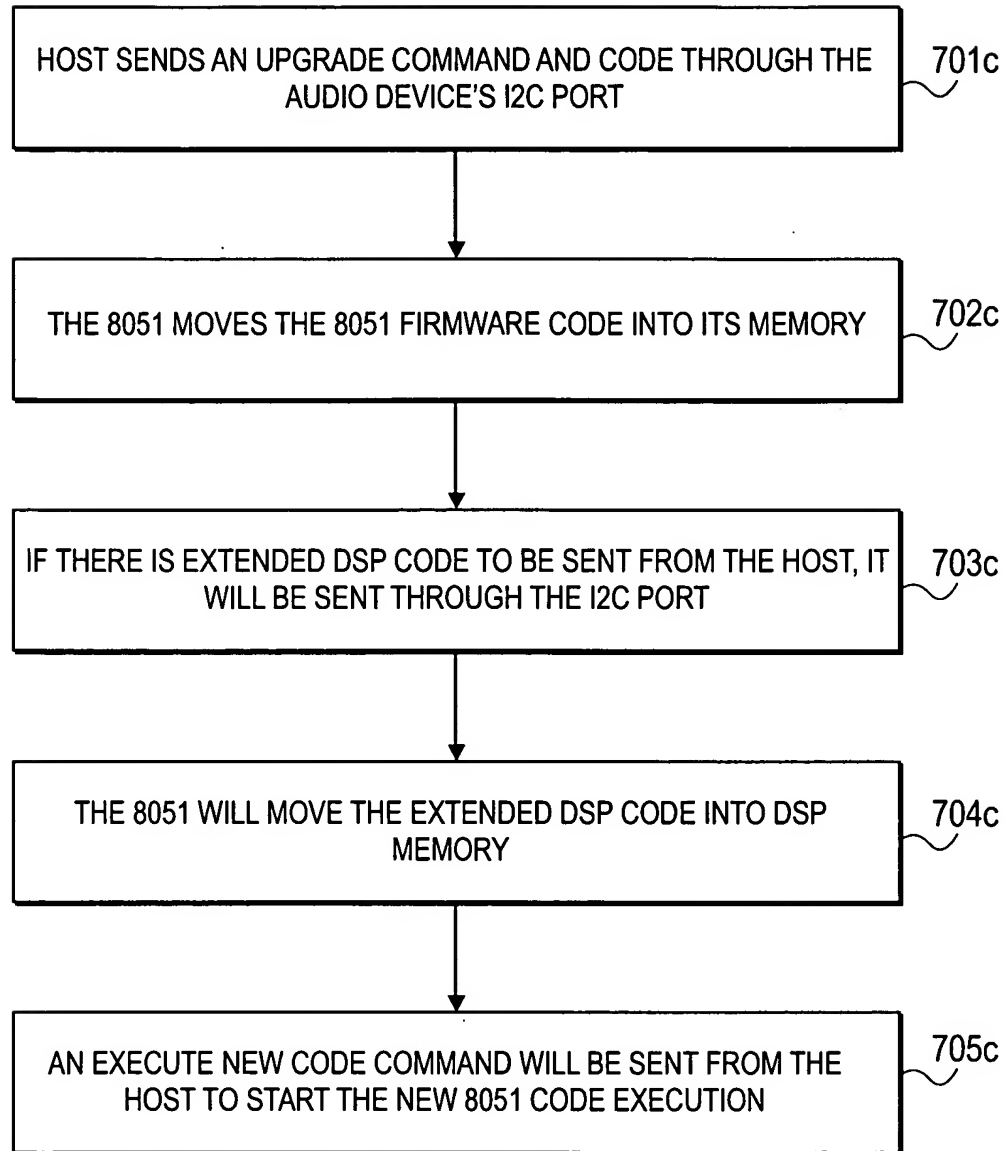 HOST SENDS AN UPGRADE COMMAND AND CODE THROUGH THE
AUDIO DEVICE'S I2C PORT
701c
THE 8051 MOVES THE 8051 FIRMWARE CODE INTO ITS MEMORY
702c
IF THERE IS EXTENDED DSP CODE TO BE SENT FROM THE HOST, IT
WILL BE SENT THROUGH THE I2C PORT
703c
THE 8051 WILL MOVE THE EXTENDED DSP CODE INTO DSP
MEMORY
704c
AN EXECUTE NEW CODE COMMAND WILL BE SENT FROM THE
HOST TO START THE NEW 8051 CODE EXECUTION
705c